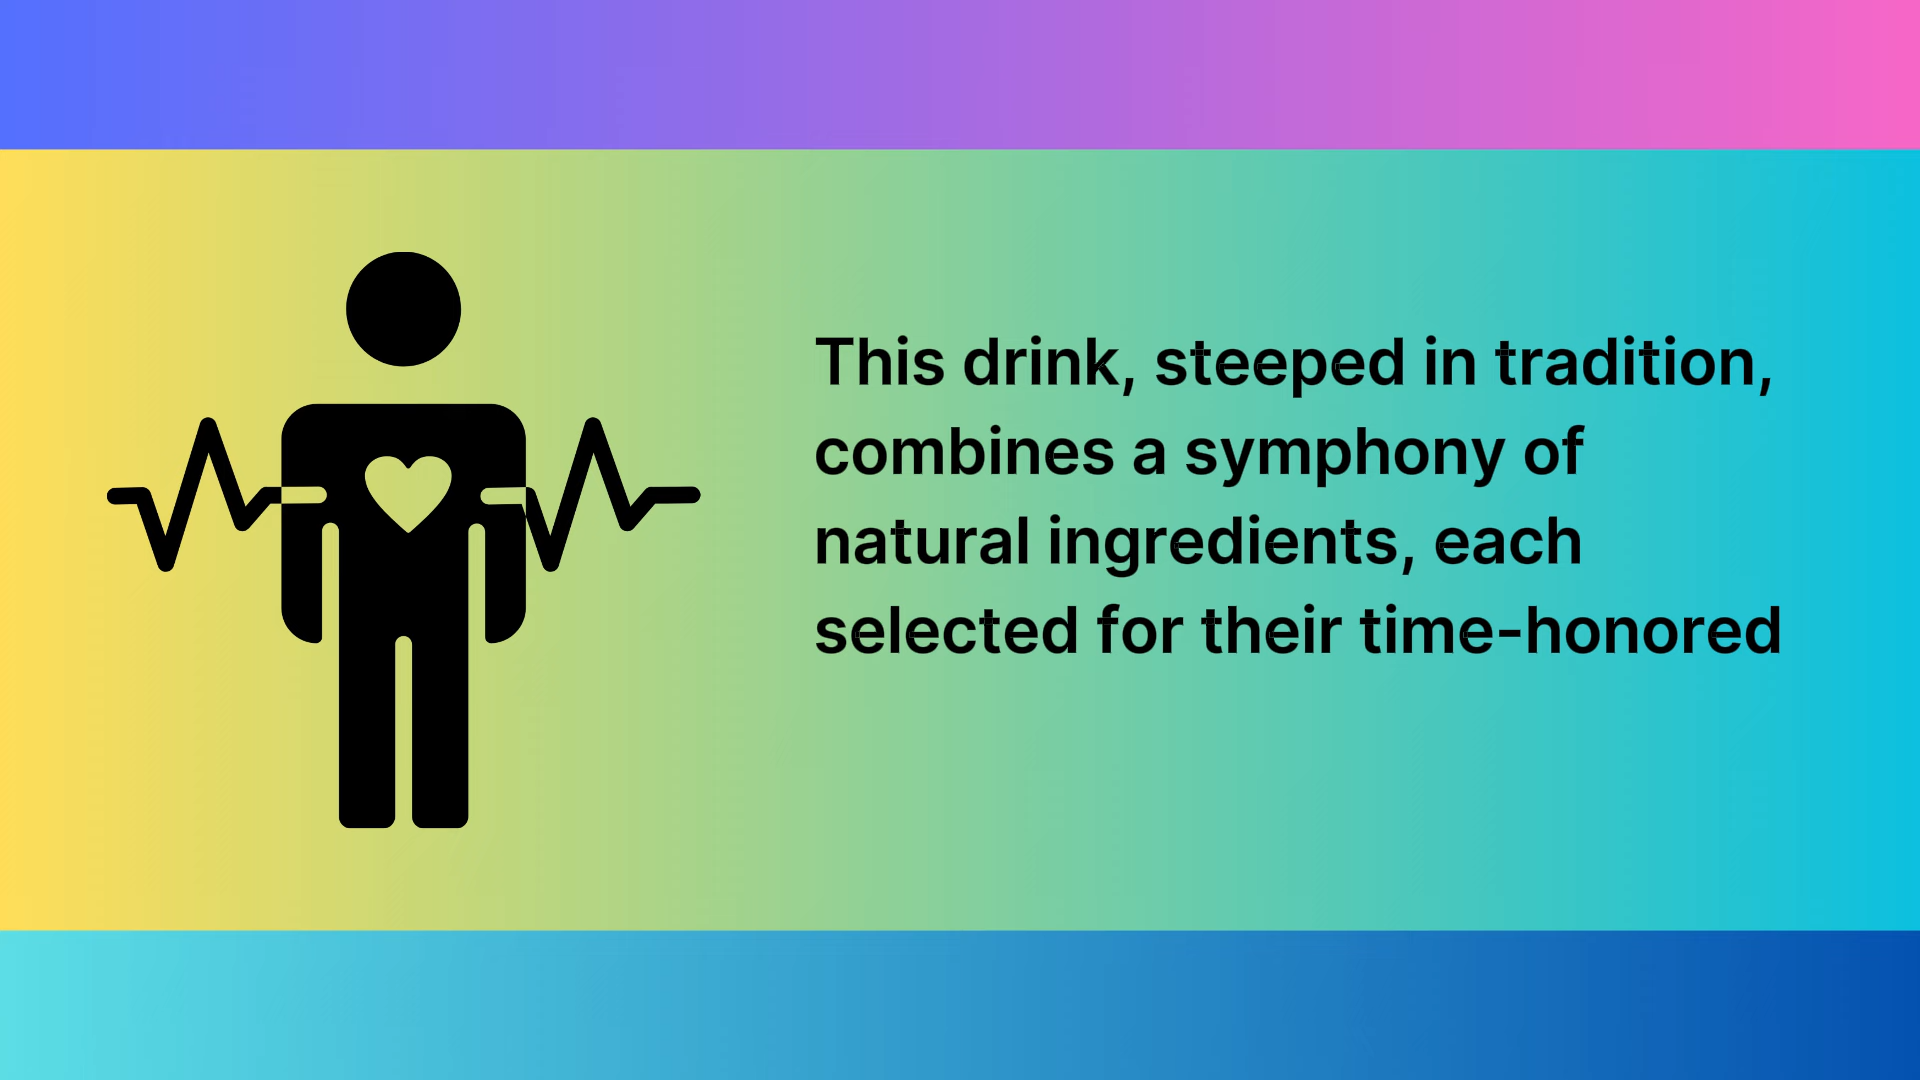 This drink, steeped in tradition,
combines a symphony of
natural ingredients, each
selected for their time-honored